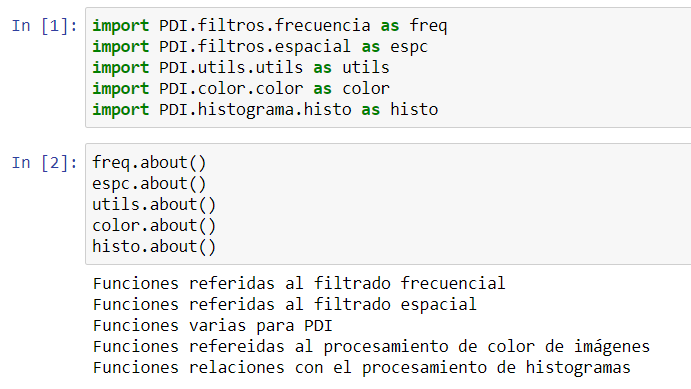 In [1]: import PDI.filtros.frecuencia as freq
import PDI.filtros.espacial as espc
import PDI.utils.utils as utils
import PDI.color.color as color
import PDI.histograma.histo as histo
In [2]: freq.about()
espc.about()
utils.about()
color.about()
histo.about()
Funciones referidas al filtrado frecuencial
Funciones referidas al filtrado espacial
Funciones varias para PDI
Funciones refereidas al procesamiento de color de imágenes
Funciones relaciones con el procesamiento de histogramas